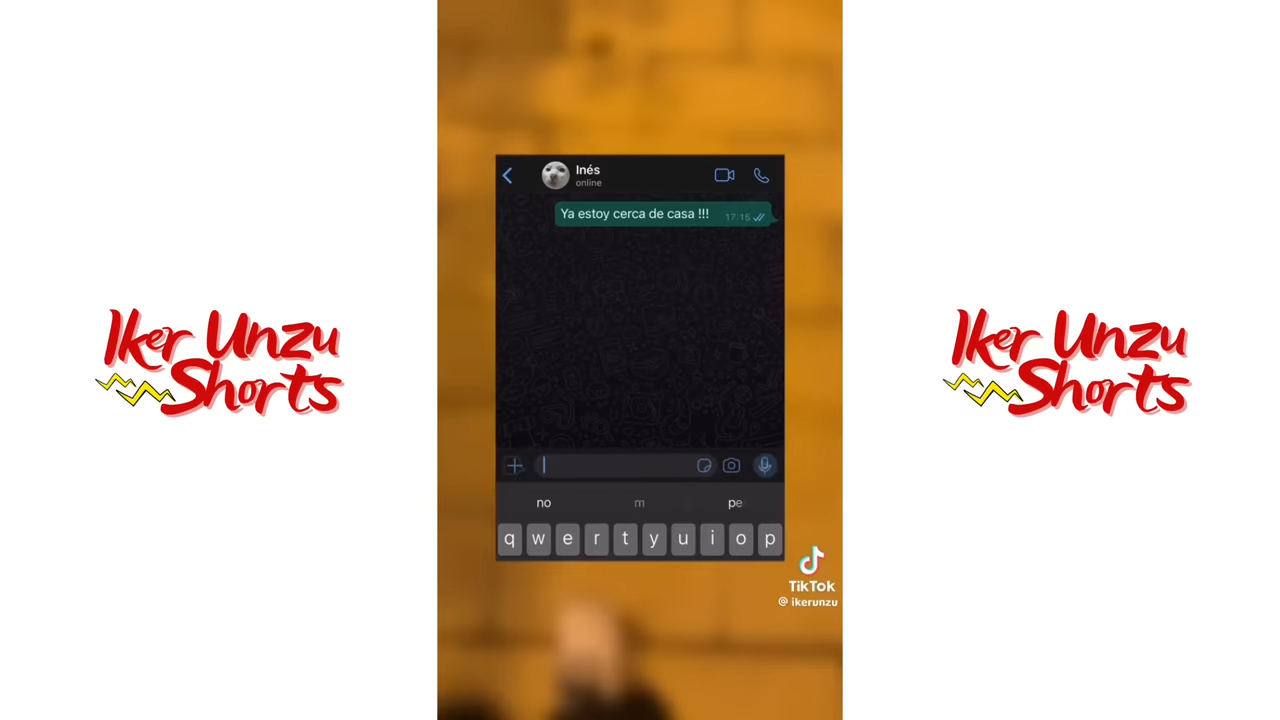 Iker Unzu
Shorts
Inés
online
Ya estoy cerca de casa !!! 17:15
no m pe
q w e r t y u i o p
TikTok
@ ikerunzu
Iker Unzu
Shorts